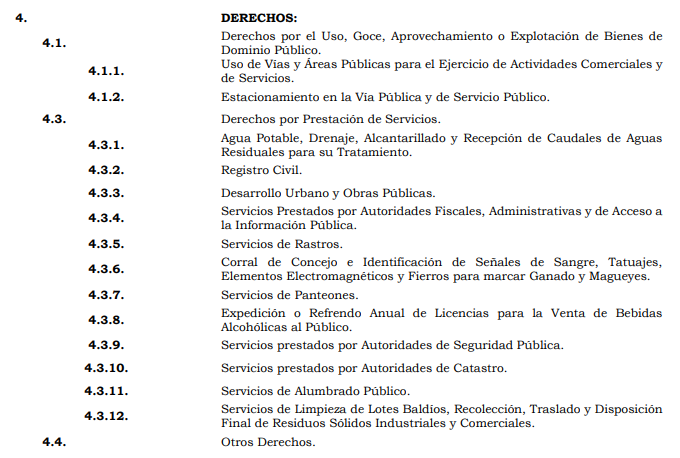 4. DERECHOS:
4.1. Derechos por el Uso, Goce, Aprovechamiento o Explotación de Bienes de
Dominio Público.
4.1.1. Uso de Vías y Áreas Públicas para el Ejercicio de Actividades Comerciales y
de Servicios.
4.1.2. Estacionamiento en la Vía Pública y de Servicio Público.
4.3. Derechos por Prestación de Servicios.
4.3.1. Agua Potable, Drenaje, Alcantarillado y Recepción de Caudales de Aguas
Residuales para su Tratamiento.
4.3.2. Registro Civil.
4.3.3. Desarrollo Urbano y Obras Públicas.
4.3.4. Servicios Prestados por Autoridades Fiscales, Administrativas y de Acceso a
la Información Pública.
4.3.5. Servicios de Rastros.
4.3.6. Corral de Concejo e Identificación de Señales de Sangre, Tatuajes,
Elementos Electromagnéticos y Fierros para marcar Ganado y Magueyes.
4.3.7. Servicios de Panteones.
4.3.8. Expedición o Refrendo Anual de Licencias para la Venta de Bebidas
Alcohólicas al Público.
4.3.9. Servicios prestados por Autoridades de Seguridad Pública.
4.3.10. Servicios prestados por Autoridades de Catastro.
4.3.11. Servicios de Alumbrado Público.
4.3.12. Servicios de Limpieza de Lotes Baldíos, Recolección, Traslado y Disposición
Final de Residuos Sólidos Industriales y Comerciales.
4.4. Otros Derechos.